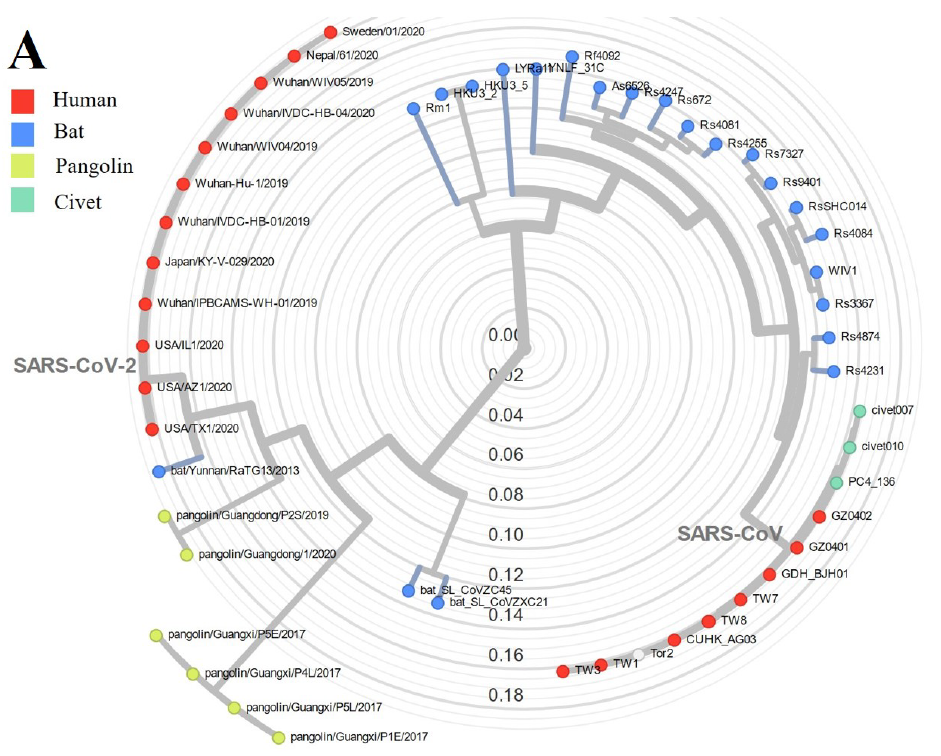 A
Human
Bat
Pangolin
Civet
Sweden/01/2020
Nepal/61/2020
Wuhan/WIV05/2019
Wuhan/IVDC-HB-04/2020
Wuhan/WIV04/2019
Wuhan-Hu-1/2019
Wuhan/IVDC-HB-01/2019
Japan/KY-V-029/2020
Wuhan/IPBCAMS-WH-01/2019
USA/IL1/2020
SARS-CoV-2
USA/AZ1/2020
USA/TX1/2020
bat/Yunnan/RaTG13/2013
pangolin/Guangdong/P2S/2019
pangolin/Guangdong/1/2020
pangolin/Guangxi/P5E/2017
pangolin/Guangxi/P4L/2017
pangolin/Guangxi/P5L/2017
pangolin/Guangxi/P1E/2017
bat_SL_CoVZC45
bat_SL_CoVZXC21
Rm1
HKU3_2
HKU3_5
LYRa11
YNLF_31C
Rf4092
As6526
Rs4247
Rs672
Rs4081
Rs4255
Rs7327
Rs9401
RsSHC014
Rs4084
WIV1
Rs3367
Rs4874
Rs4231
civet007
civet010
PC4_136
GZ0402
SARS-CoV
GZ0401
GDH_BJH01
TW7
TW8
CUHK_AG03
Tor2
TW1
TW3
0.00
0.02
0.04
0.06
0.08
0.10
0.12
0.14
0.16
0.18